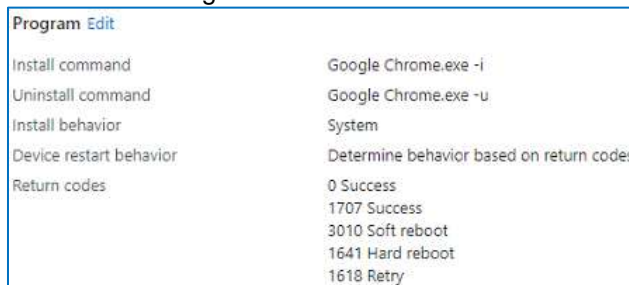 Program Edit
Install command Google Chrome.exe -i
Uninstall command Google Chrome.exe -u
Install behavior System
Device restart behavior Determine behavior based on return codes
Return codes 0 Success
1707 Success
3010 Soft reboot
1641 Hard reboot
1618 Retry